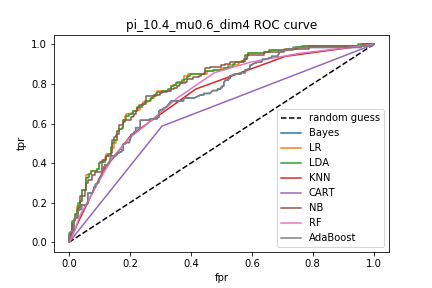 pi_10.4_mu0.6_dim4 ROC curve
1.0
0.8
0.6
0.4
0.2
0.0
tpr
0.0 0.2 0.4 0.6 0.8 1.0
fpr
random guess
Bayes
LR
LDA
KNN
CART
NB
RF
AdaBoost